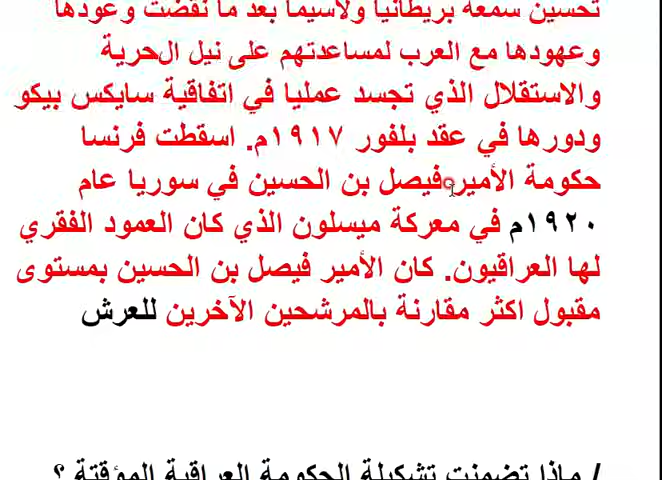 تحسين سمعة بريطانيا ولاسيما بعد ما نقضت وعودها
وعهودها مع العرب لمساعدتهم على نيل الحرية
والاستقلال الذي تجسد عمليا في اتفاقية سايكس بيكو
ودورها في عقد بلفور ١٩١٧م. اسقطت فرنسا
حكومة الأمير فيصل بن الحسين في سوريا عام
١٩٢٠م في معركة ميسلون الذي كان العمود الفقري
لها العراقيون. كان الأمير فيصل بن الحسين بمستوى
مقبول اكثر مقارنة بالمرشحين الآخرين للعرش
/ ماذا تضمنت تشكيلة الحكومة العراقية المؤقتة ؟